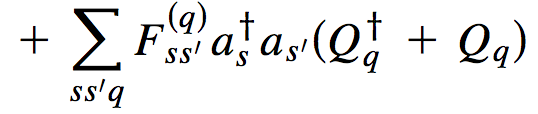 + ∑_{ss′q} F_{ss′}^{(q)} a_s^† a_{s′} (Q_q^† + Q_q)